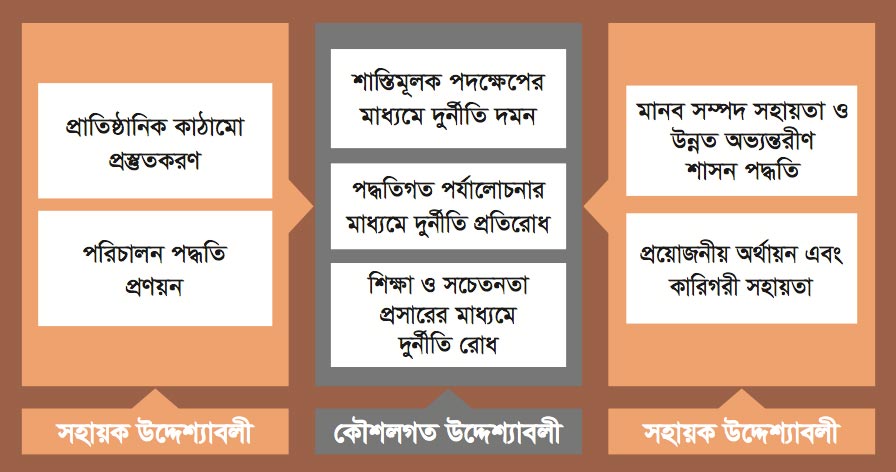 প্রাতিষ্ঠানিক কাঠামো
প্রস্তুতকরণ
পরিচালন পদ্ধতি
প্রণয়ন
সহায়ক উদ্দেশ্যাবলী
শাস্তিমূলক পদক্ষেপের
মাধ্যমে দুর্নীতি দমন
পদ্ধতিগত পর্যালোচনার
মাধ্যমে দুর্নীতি প্রতিরোধ
শিক্ষা ও সচেতনতা
প্রসারের মাধ্যমে
দুর্নীতি রোধ
কৌশলগত উদ্দেশ্যাবলী
মানব সম্পদ সহায়তা ও
উন্নত অভ্যন্তরীণ
শাসন পদ্ধতি
প্রয়োজনীয় অর্থায়ন এবং
কারিগরী সহায়তা
সহায়ক উদ্দেশ্যাবলী